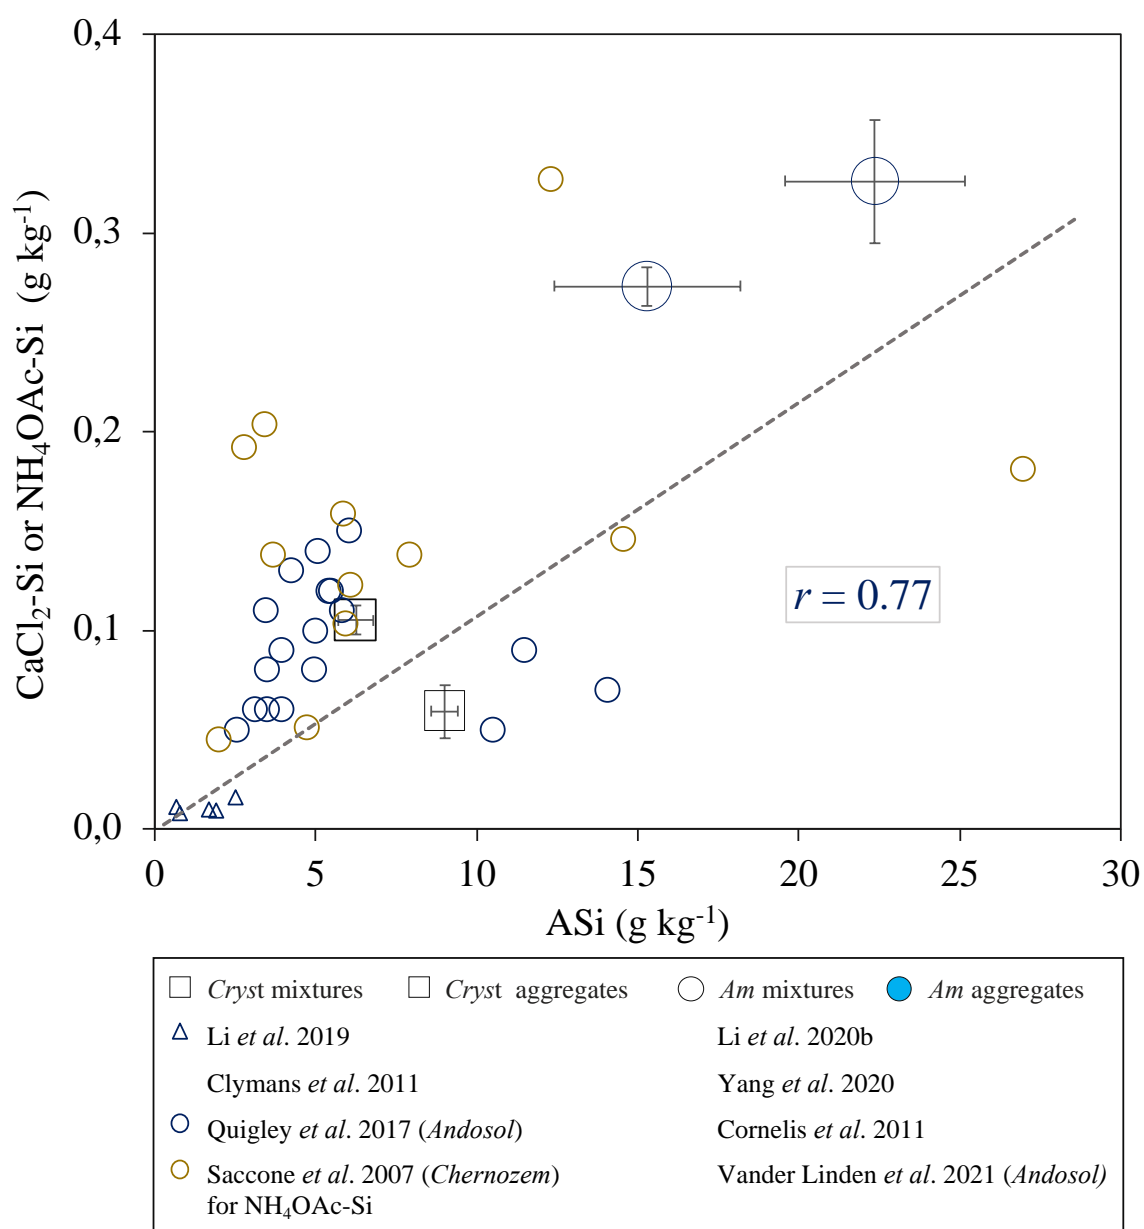 0,4
0,3
0,2
0,1
0,0
CaCl₂-Si or NH₄OAc-Si (g kg⁻¹)
r = 0.77
0 5 10 15 20 25 30
ASi (g kg⁻¹)
Cryst mixtures Cryst aggregates Am mixtures Am aggregates
Li et al. 2019 Li et al. 2020b
Clymans et al. 2011 Yang et al. 2020
Quigley et al. 2017 (Andosol) Cornelis et al. 2011
Saccone et al. 2007 (Chernozem) Vander Linden et al. 2021 (Andosol)
for NH₄OAc-Si